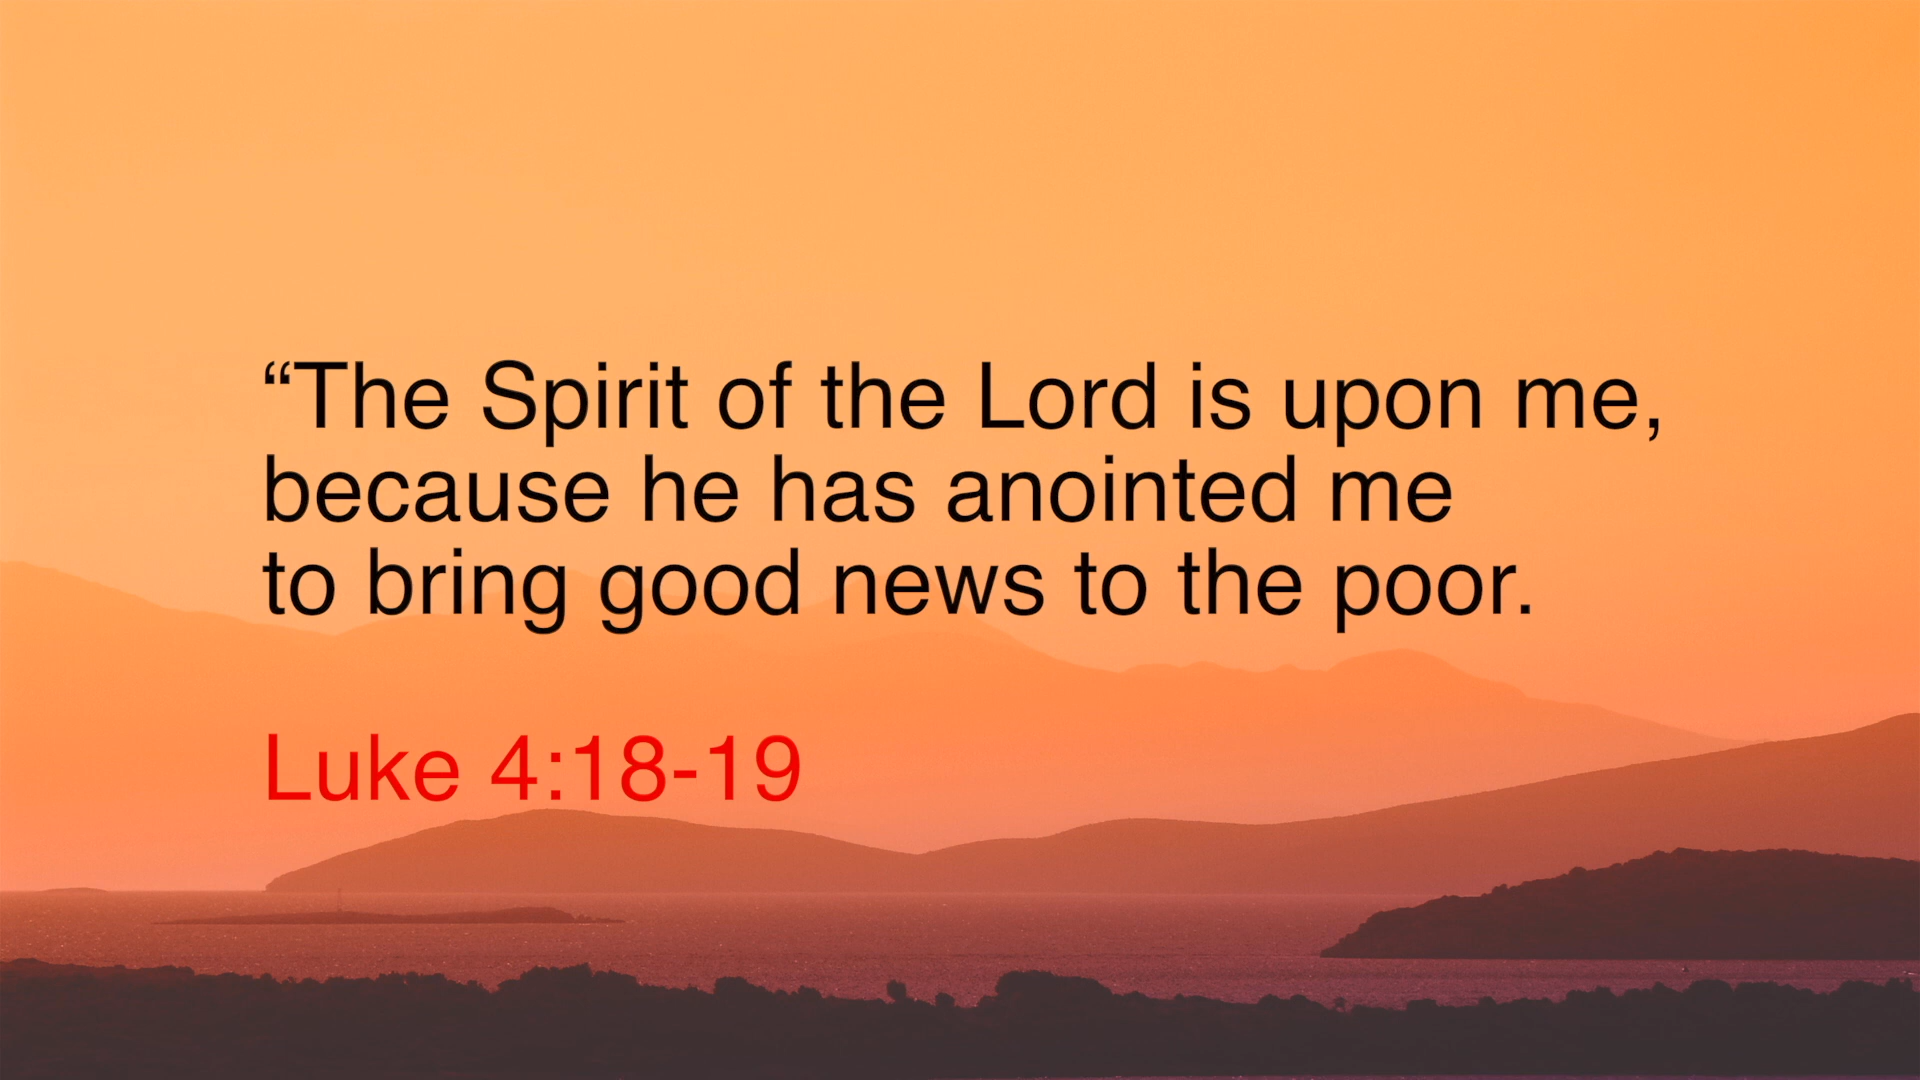 “The Spirit of the Lord is upon me,
because he has anointed me
to bring good news to the poor.
Luke 4:18-19